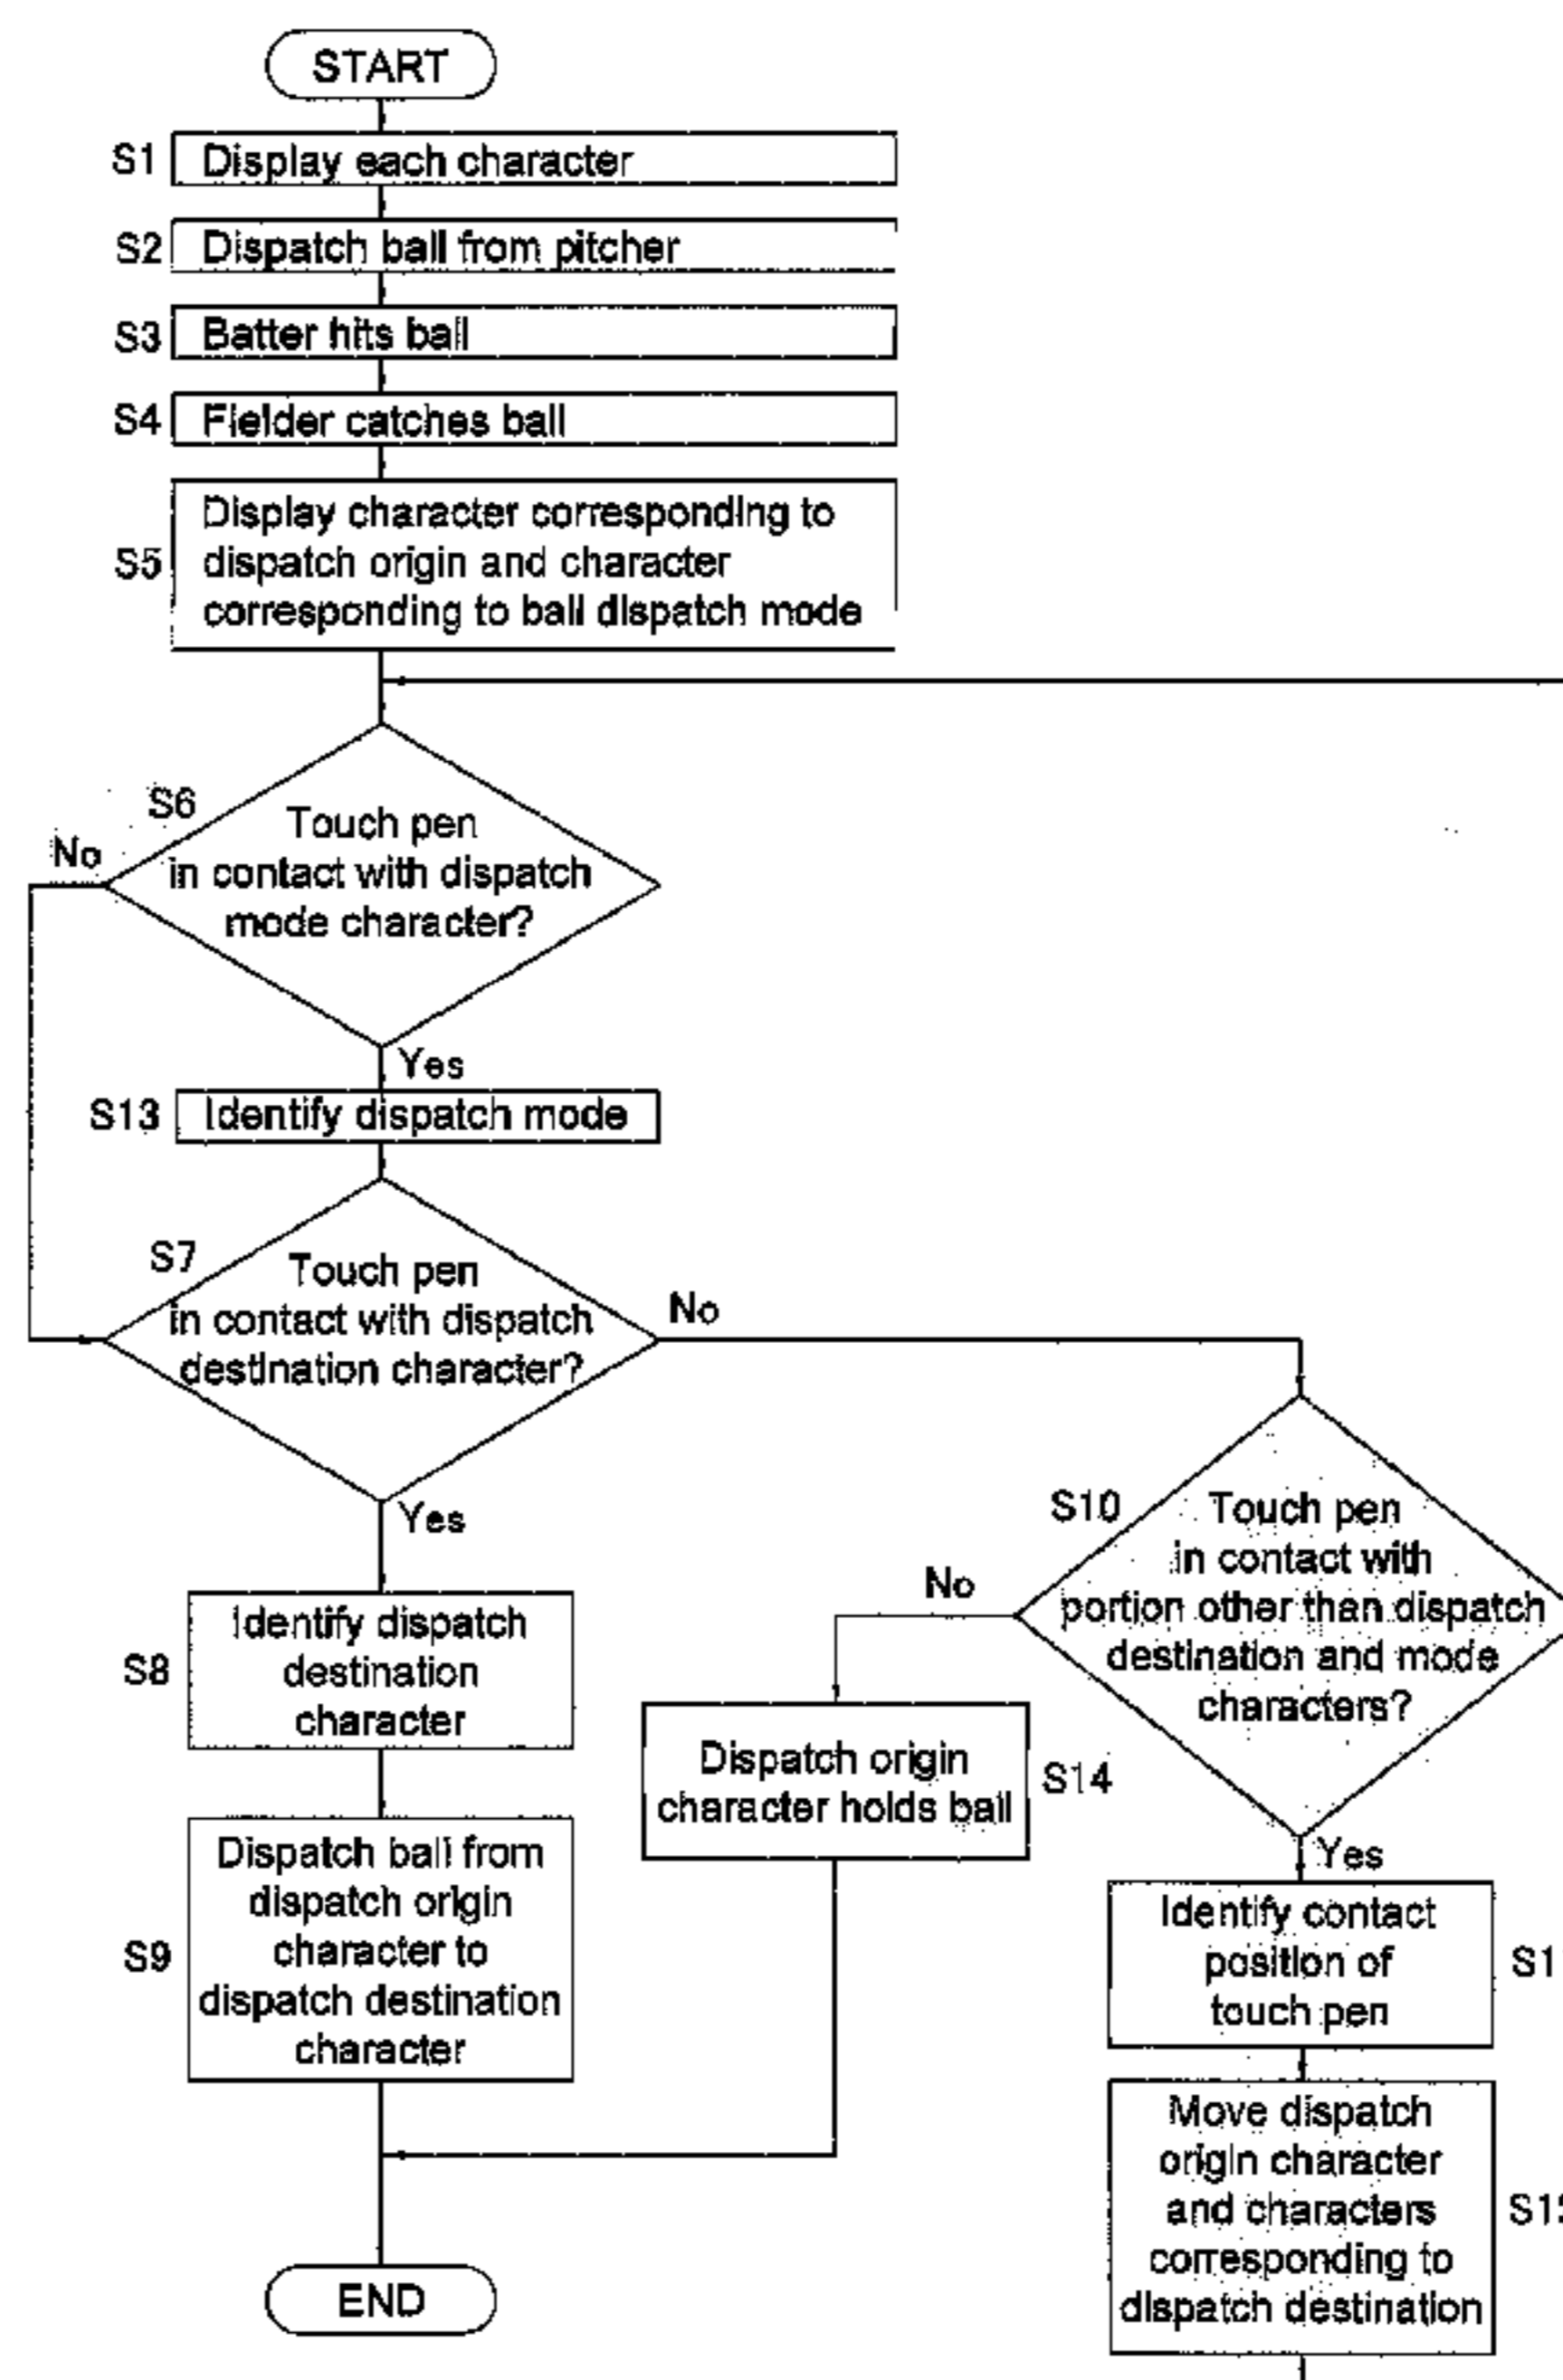 START
S1 Display each character
S2 Dispatch ball from pitcher
S3 Batter hits ball
S4 Fielder catches ball
Display character corresponding to
S5 dispatch origin and character
corresponding to ball dispatch mode
S6
Touch pen
No in contact with dispatch
mode character?
Yes
S13 Identify dispatch mode
S7
Touch pen
in contact with dispatch
destination character?
No
Yes
S8
Identify dispatch
destination
character
S9
Dispatch ball from
dispatch origin
character to
dispatch destination
character
S10
Touch pen
in contact with
portion other than dispatch
destination and mode
characters?
No
Dispatch origin
character holds ball
S14
Yes
Identify contact
position of
touch pen
Move dispatch
origin character
and characters
corresponding to
dispatch destination
END